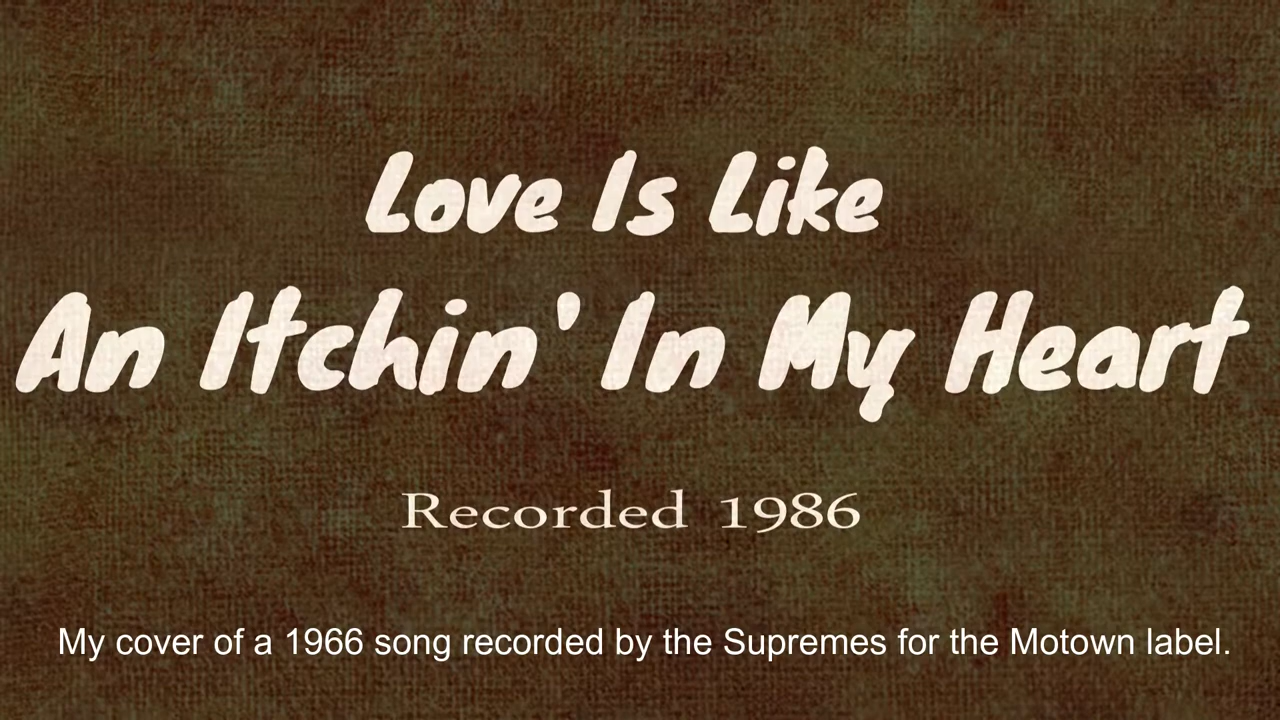 Love Is Like
An Itchin' In My Heart
Recorded 1986
My cover of a 1966 song recorded by the Supremes for the Motown label.